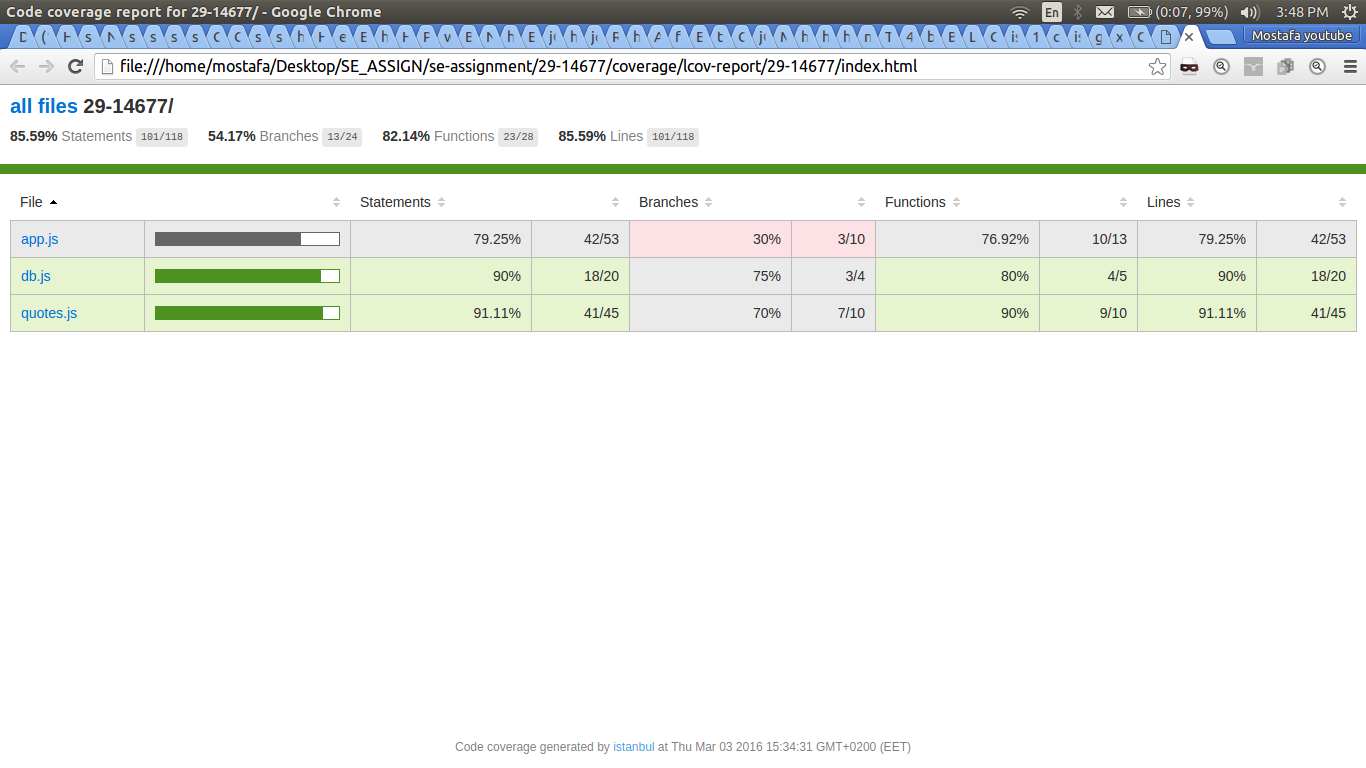 Code coverage report for 29-14677/ - Google Chrome
En (0:07, 99%) 3:48 PM
Mostafa youtube
file:///home/mostafa/Desktop/SE_ASSIGN/se-assignment/29-14677/coverage/lcov-report/29-14677/index.html
all files 29-14677/
85.59% Statements 101/118 54.17% Branches 13/24 82.14% Functions 23/28 85.59% Lines 101/118
File Statements Branches Functions Lines
app.js 79.25% 42/53 30% 3/10 76.92% 10/13 79.25% 42/53
db.js 90% 18/20 75% 3/4 80% 4/5 90% 18/20
quotes.js 91.11% 41/45 70% 7/10 90% 9/10 91.11% 41/45
Code coverage generated by istanbul at Thu Mar 03 2016 15:34:31 GMT+0200 (EET)